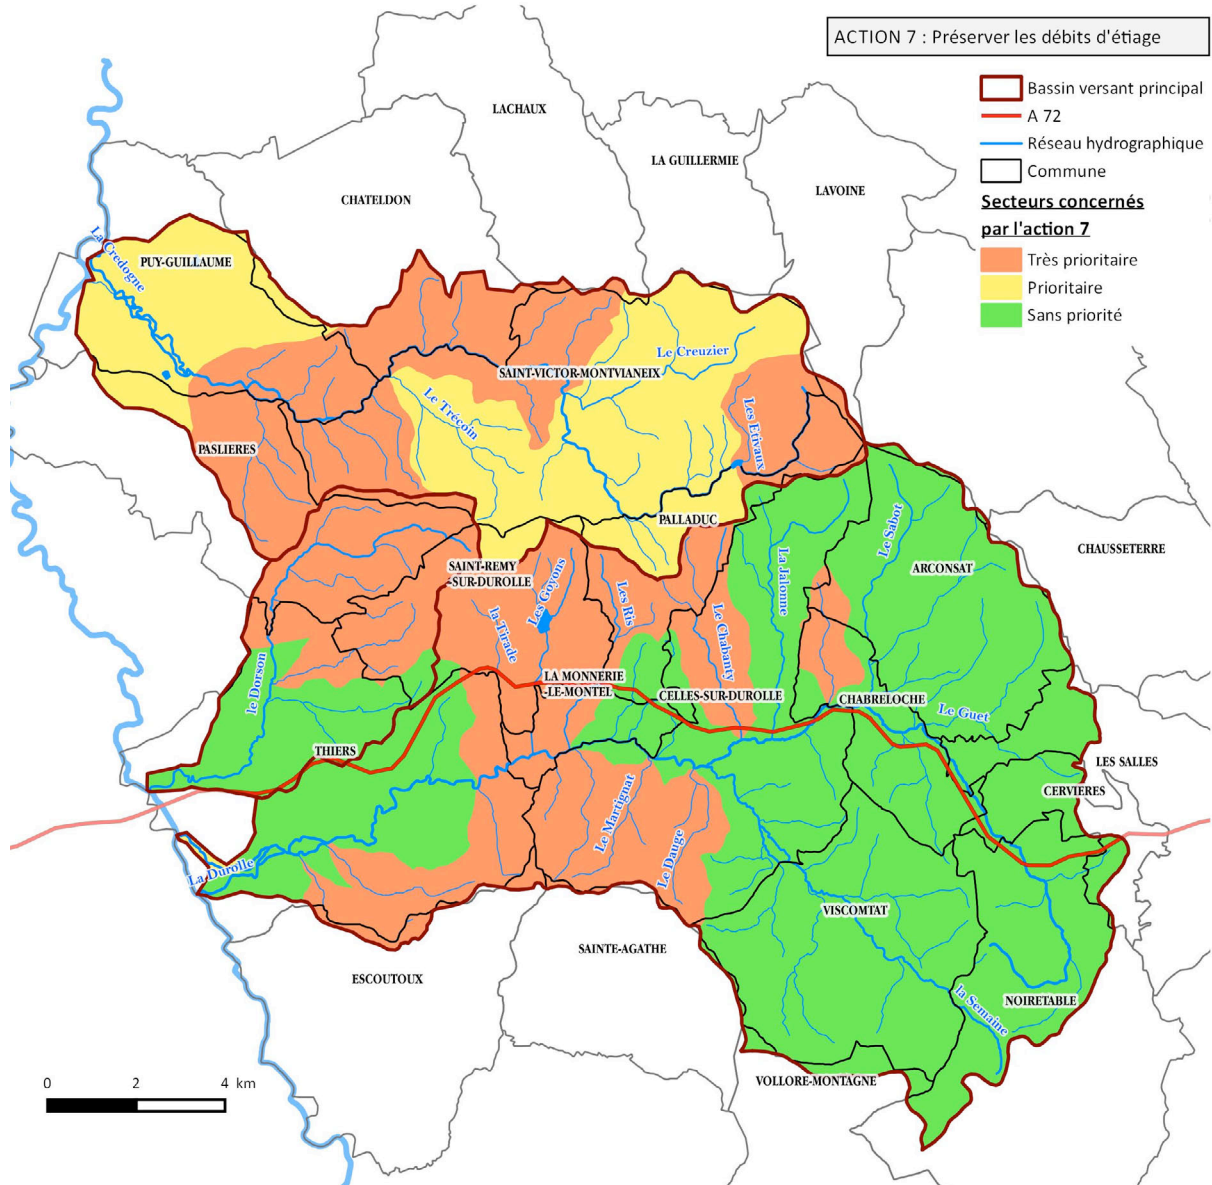 ACTION 7 : Préserver les débits d'étiage
Bassin versant principal
A 72
Réseau hydrographique
Commune
Secteurs concernés
par l'action 7
Très prioritaire
Prioritaire
Sans priorité
LACHAUX
LA GUILLERMIE
LAVOINE
CHATELDON
La Credogne
PUY-GUILLAUME
Le Creuzier
SAINT-VICTOR-MONTVIANEIX
Le Trécoin
Les Etivaux
PASLIERES
PALLADUC
Le Sabot
CHAUSSETERRE
SAINT-REMY
-SUR-DUROLLE
Les Goyons
Les Ris
La Jalonne
ARCONSAT
la Tirade
Le Chabanty
le Dorson
LA MONNERIE
-LE-MONTEL
CELLES-SUR-DUROLLE
CHABRELOCHE
Le Guet
THIERS
LES SALLES
CERVIERES
Le Martignat
Le Dauge
La Durolle
VISCOMTAT
SAINTE-AGATHE
ESCOUTOUX
la Semaine
NOIRETABLE
VOLLORE-MONTAGNE
0 2 4 km